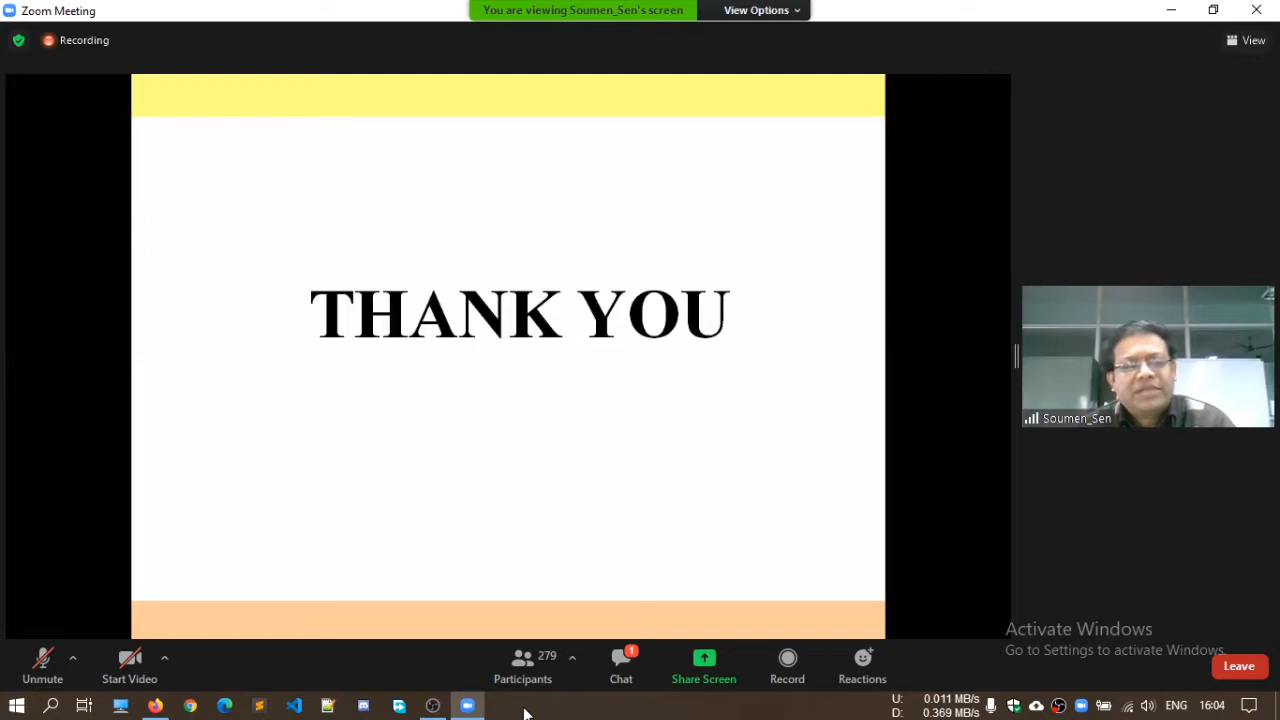 Zoom Meeting
You are viewing Soumen_Sen's screen
View Options
Recording
View
THANK YOU
Soumen_Sen
Activate Windows
Go to Settings to activate Windows.
Unmute
Start Video
279
Participants
1
Chat
Share Screen
Record
Reactions
Leave
U: 0.011 MB/s
D: 0.369 MB/s
ENG
16:04